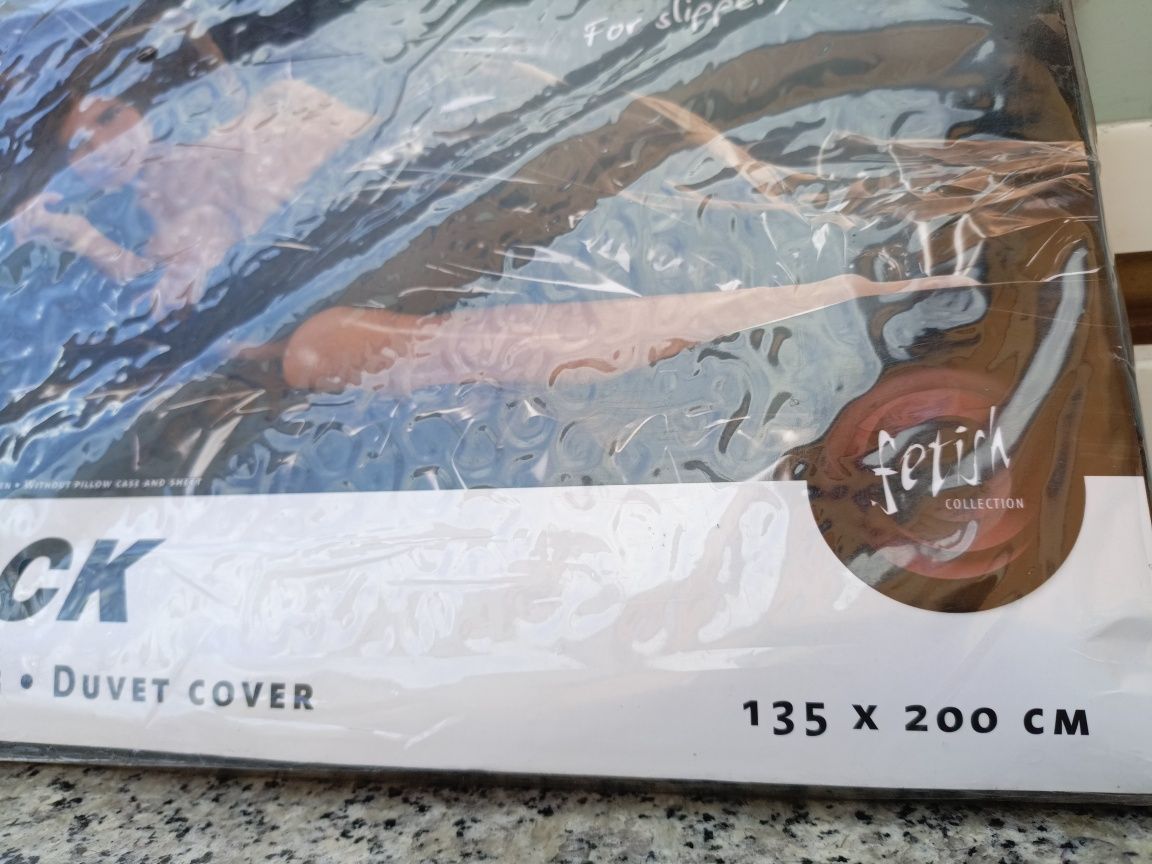 For slippery
• WITHOUT PILLOW CASE AND SHEET
fetish
COLLECTION
CK
• DUVET COVER
135 X 200 CM